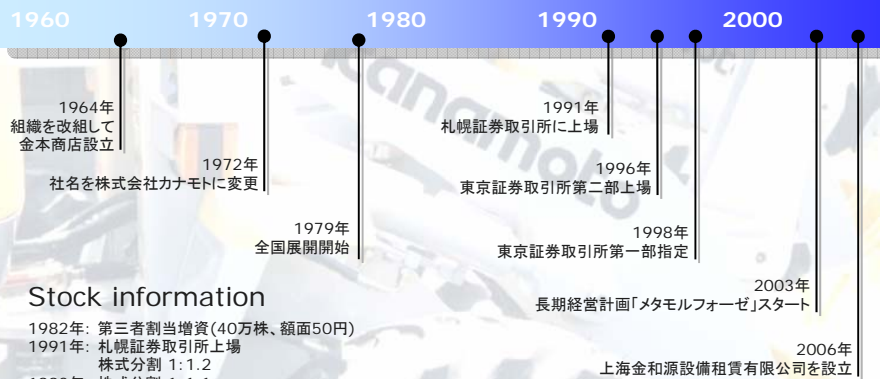 1960 1970 1980 1990 2000
1964年
組織を改組して
金本商店設立
1972年
社名を株式会社カナモトに変更
1979年
全国展開開始
1991年
札幌証券取引所に上場
1996年
東京証券取引所第二部上場
1998年
東京証券取引所第一部指定
2003年
長期経営計画「メタモルフォーゼ」スタート
2006年
上海金和源設備租賃有限公司を設立
kanamoto
Stock information
1982年: 第三者割当増資(40万株、額面50円)
1991年: 札幌証券取引所上場
株式分割 1:1.2